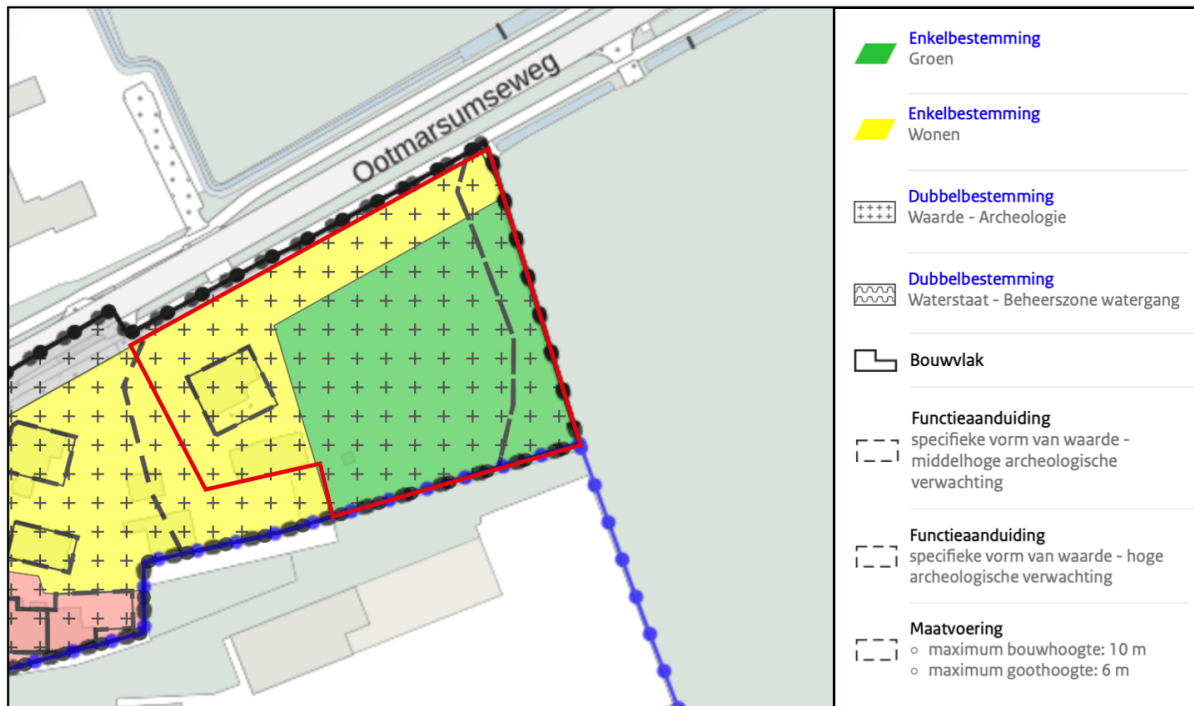 Ootmarsumseweg
Enkelbestemming
Groen
Enkelbestemming
Wonen
Dubbelbestemming
Waarde - Archeologie
Dubbelbestemming
Waterstaat - Beheerszone watergang
Bouwvlak
Functieaanduiding
specifieke vorm van waarde -
middelhoge archeologische
verwachting
Functieaanduiding
specifieke vorm van waarde - hoge
archeologische verwachting
Maatvoering
○ maximum bouwhoogte: 10 m
○ maximum goothoogte: 6 m